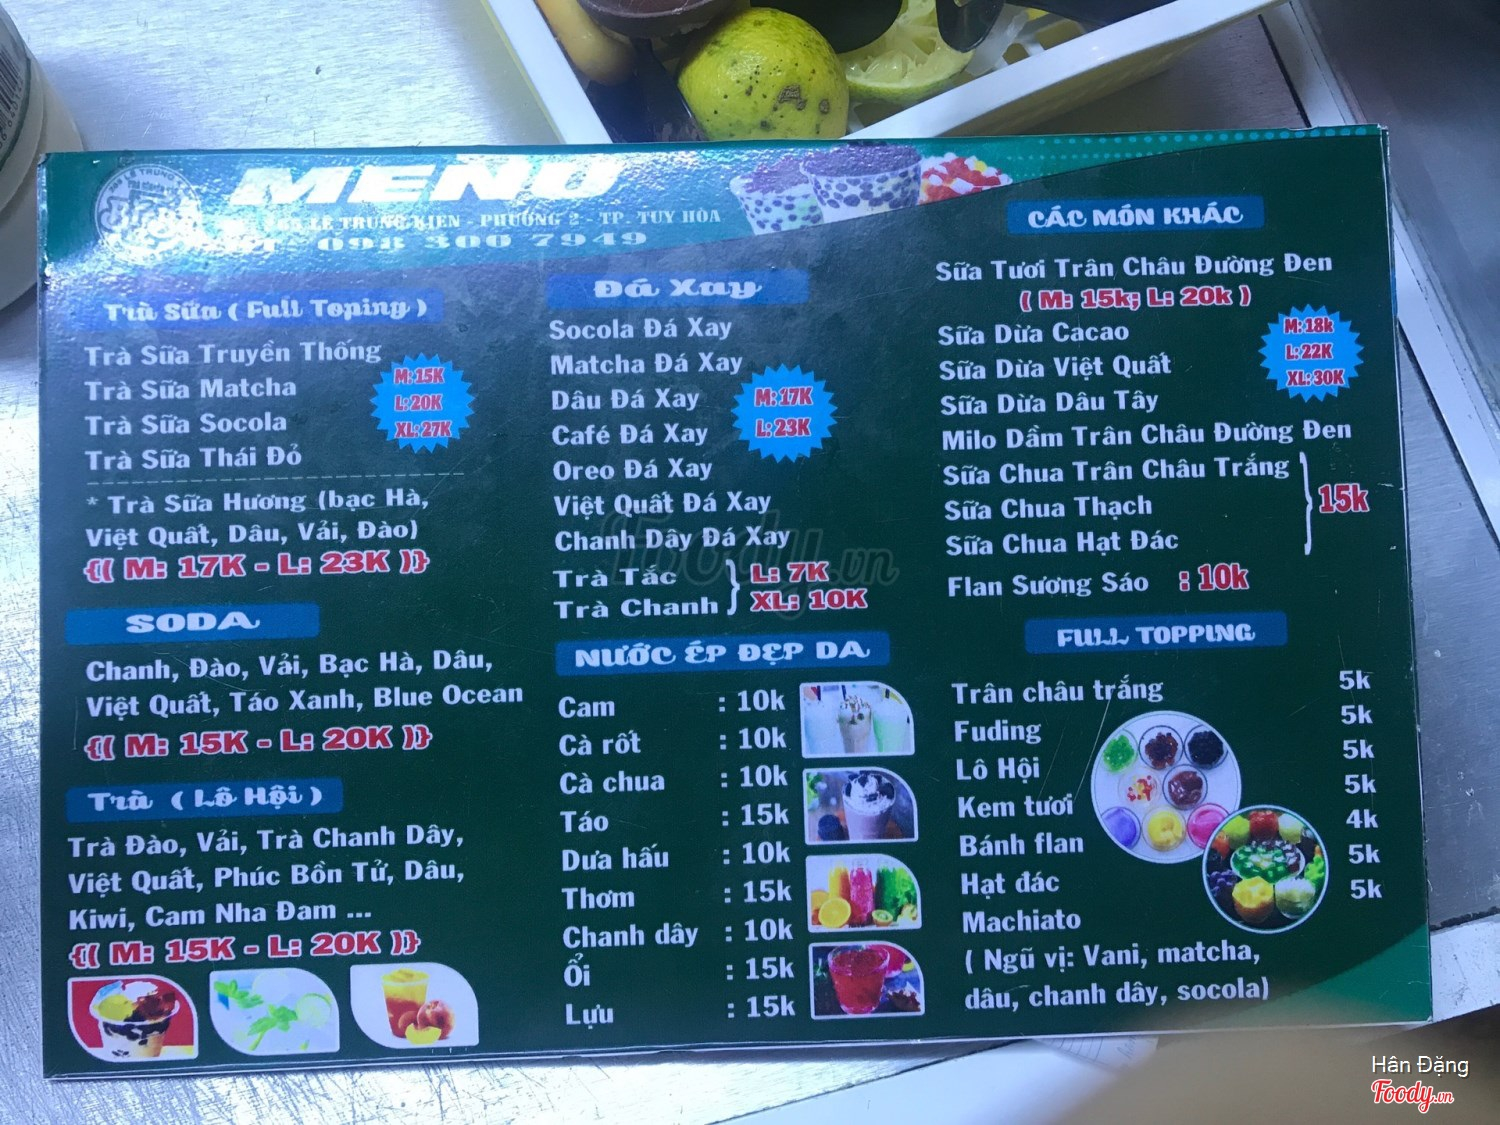 MENU
LÊ TRUNG KIÊN - PHƯỜNG 2 - TP. TUY HÒA
098 300 7949
Trà Sữa ( Full Toping )
Trà Sữa Truyền Thống
Trà Sữa Matcha
Trà Sữa Socola
Trà Sữa Thái Đỏ
M: 15K
L: 20K
XL: 27K
* Trà Sữa Hương (bạc Hà,
Việt Quất, Dâu, Vải, Đào)
{( M: 17K - L: 23K )}
SODA
Chanh, Đào, Vải, Bạc Hà, Dâu,
Việt Quất, Táo Xanh, Blue Ocean
{( M: 15K - L: 20K )}
Trà ( Lô Hội )
Trà Đào, Vải, Trà Chanh Dây,
Việt Quất, Phúc Bồn Tử, Dâu,
Kiwi, Cam Nha Đam ...
{( M: 15K - L: 20K )}
Đá Xay
Socola Đá Xay
Matcha Đá Xay
Dâu Đá Xay
Café Đá Xay
Oreo Đá Xay
Việt Quất Đá Xay
Chanh Dây Đá Xay
M: 17K
L: 23K
Trà Tắc
Trà Chanh
L: 7K
XL: 10K
NƯỚC ÉP ĐẸP DA
Cam : 10k
Cà rốt : 10k
Cà chua : 10k
Táo : 15k
Dưa hấu : 10k
Thơm : 15k
Chanh dây : 10k
Ổi : 15k
Lựu : 15k
CÁC MÓN KHÁC
Sữa Tươi Trân Châu Đường Đen
( M: 15k; L: 20k )
Sữa Dừa Cacao
Sữa Dừa Việt Quất
Sữa Dừa Dâu Tây
M: 18k
L: 22K
XL: 30K
Milo Dầm Trân Châu Đường Đen
Sữa Chua Trân Châu Trắng
Sữa Chua Thạch
Sữa Chua Hạt Đác
15k
Flan Sương Sáo : 10k
FULL TOPPING
Trân châu trắng 5k
Fuding 5k
Lô Hội 5k
Kem tươi 5k
Bánh flan 4k
Hạt đác 5k
Machiato 5k
( Ngũ vị: Vani, matcha,
dâu, chanh dây, socola)
Foody.vn
Hân Đặng
Foody.vn